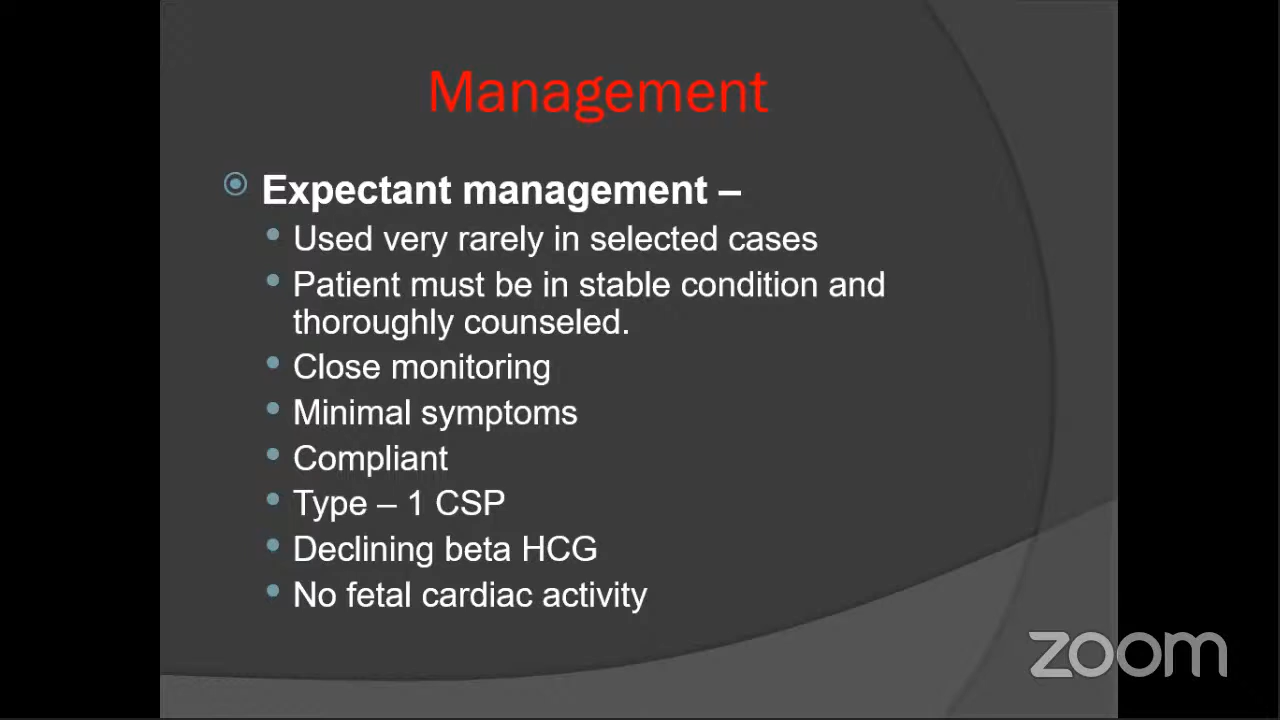 Management
Expectant management –
Used very rarely in selected cases
Patient must be in stable condition and
thoroughly counseled.
Close monitoring
Minimal symptoms
Compliant
Type – 1 CSP
Declining beta HCG
No fetal cardiac activity
zoom